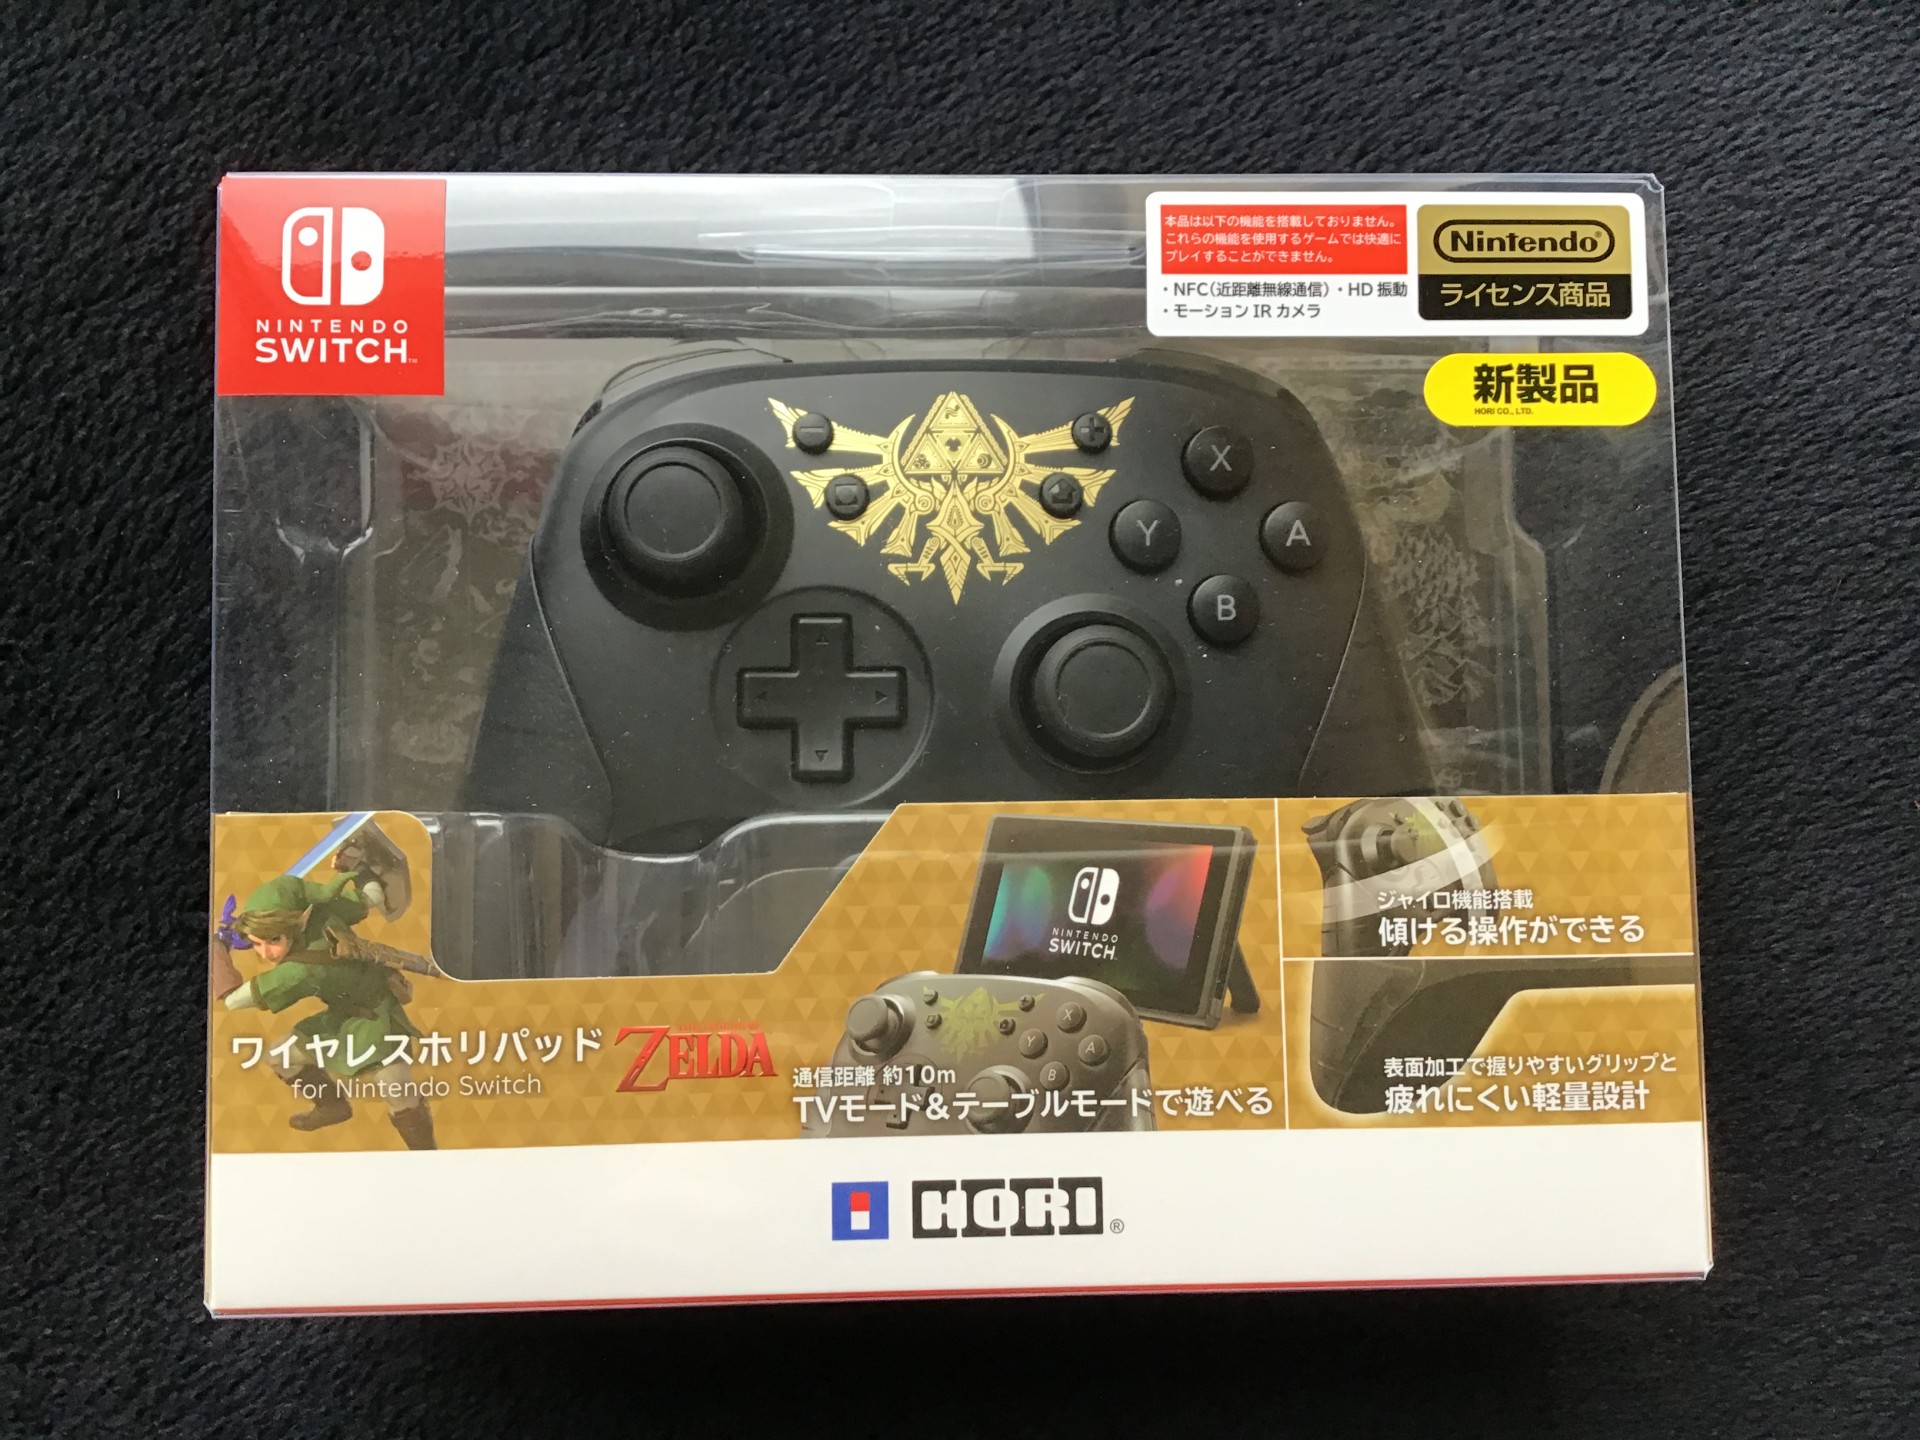 NINTENDO
SWITCH™
本品は以下の機能を搭載しておりません。
これらの機能を使用するゲームでは快適に
プレイすることができません。
・NFC(近距離無線通信)・HD 振動
・モーション IR カメラ
Nintendo®
ライセンス商品
新製品
HORI CO., LTD.
X
Y
A
B
NINTENDO
SWITCH
X
Y
A
B
ジャイロ機能搭載
傾ける操作ができる
ワイヤレスホリパッド
for Nintendo Switch
ZELDA
通信距離 約10m
TVモード&テーブルモードで遊べる
表面加工で握りやすいグリップと
疲れにくい軽量設計
HORI®